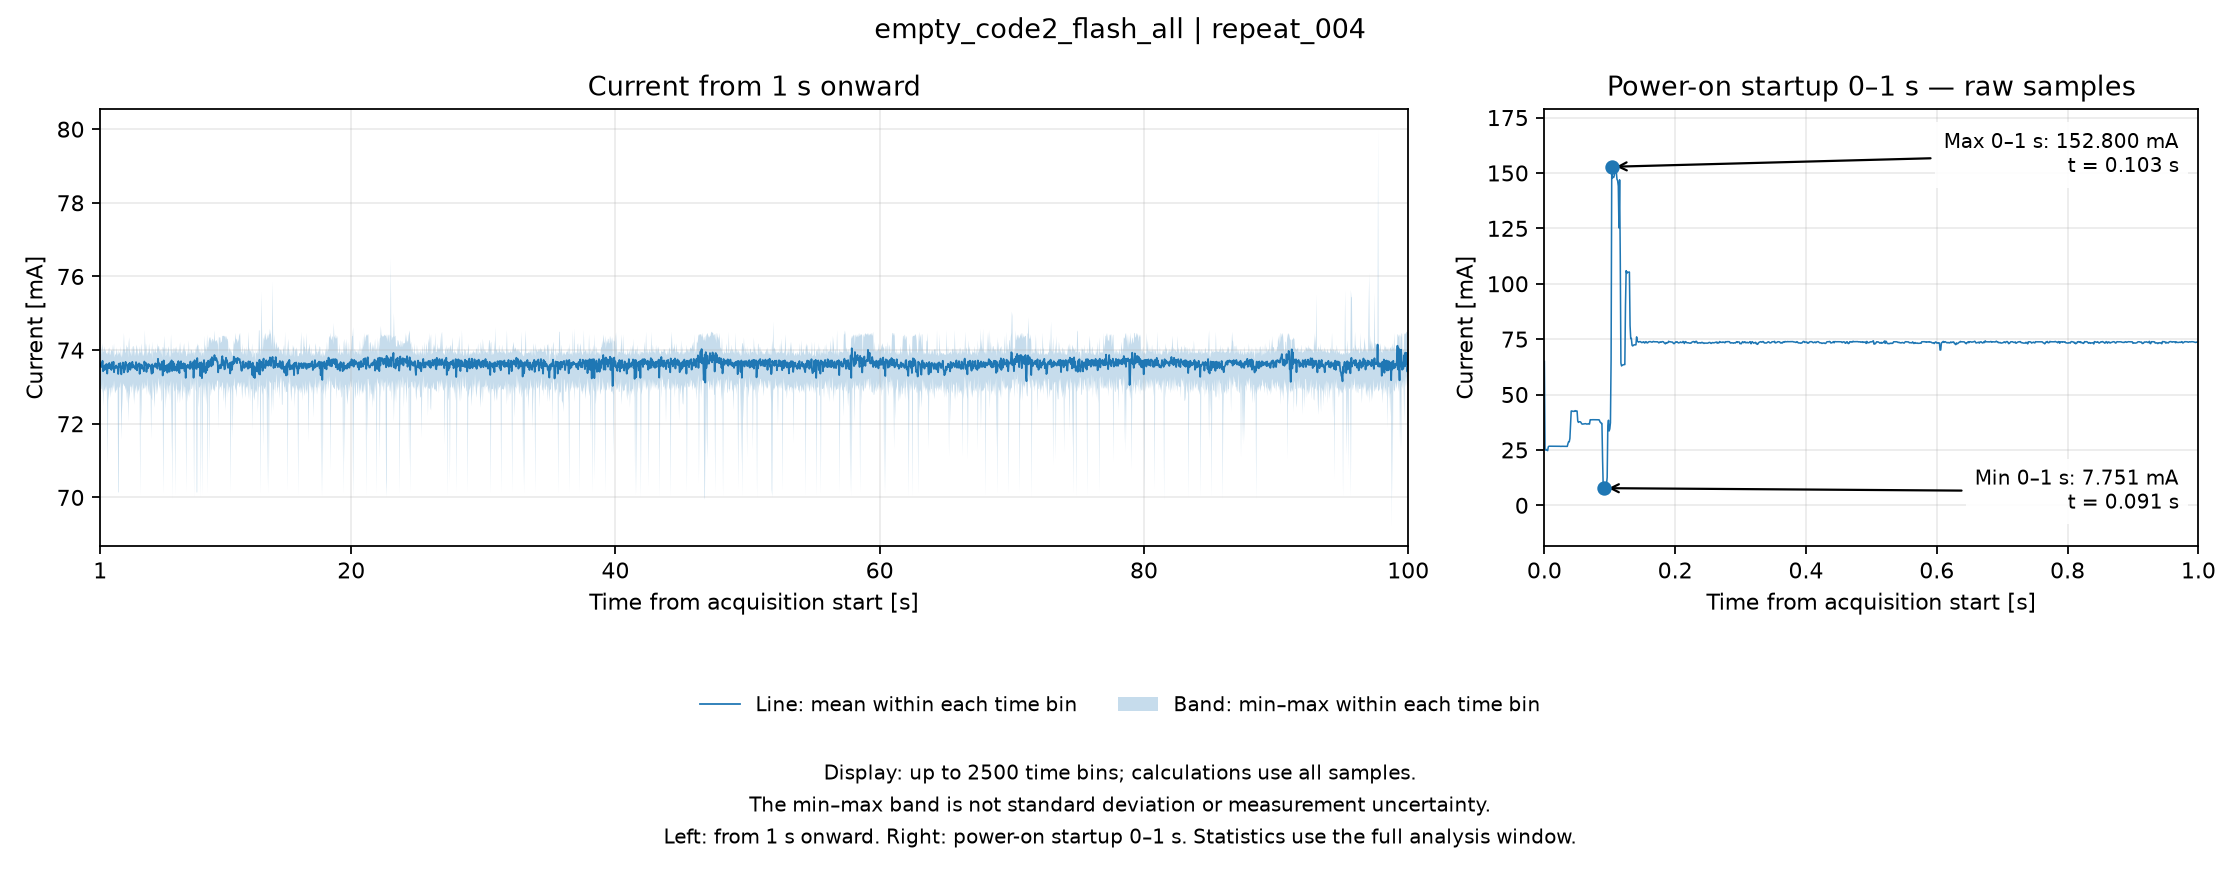 empty_code2_flash_all | repeat_004
Current from 1 s onward
Current [mA]
80
78
76
74
72
70
1
20
40
60
80
100
Time from acquisition start [s]
Power-on startup 0–1 s — raw samples
Current [mA]
175
150
125
100
75
50
25
0
Max 0–1 s: 152.800 mA
t = 0.103 s
Min 0–1 s: 7.751 mA
t = 0.091 s
0.0
0.2
0.4
0.6
0.8
1.0
Time from acquisition start [s]
Line: mean within each time bin
Band: min–max within each time bin
Display: up to 2500 time bins; calculations use all samples.
The min–max band is not standard deviation or measurement uncertainty.
Left: from 1 s onward. Right: power-on startup 0–1 s. Statistics use the full analysis window.